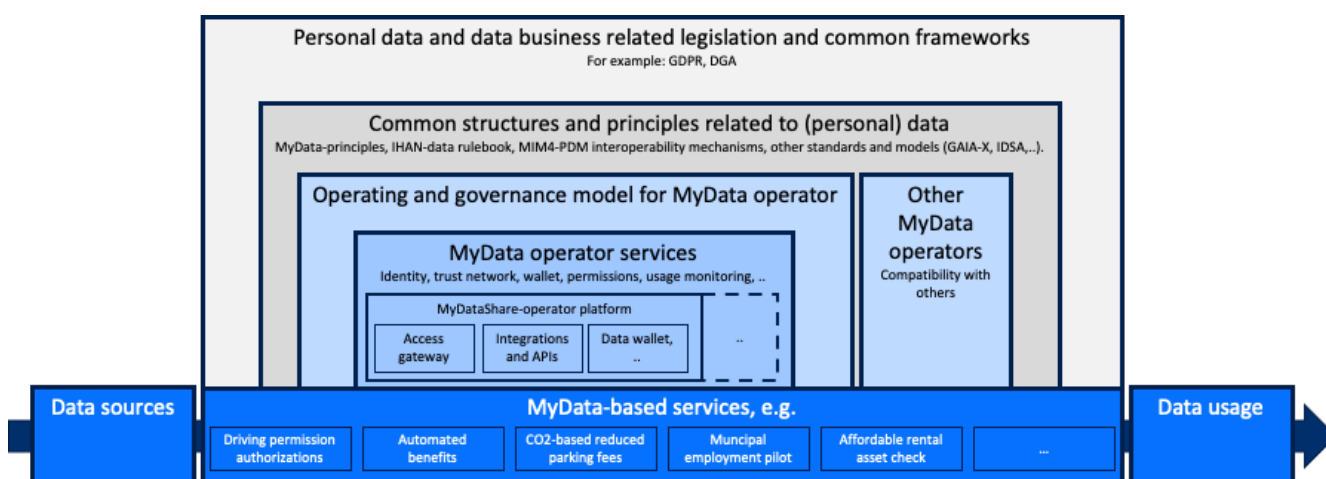 Personal data and data business related legislation and common frameworks
For example: GDPR, DGA
Common structures and principles related to (personal) data
MyData-principles, IHAN-data rulebook, MIM4-PDM interoperability mechanisms, other standards and models (GAIA-X, IDSA,..).
Operating and governance model for MyData operator
Other
MyData
operators
Compatibility with
others
MyData operator services
Identity, trust network, wallet, permissions, usage monitoring, ..
MyDataShare-operator platform
Access
gateway
Integrations
and APIs
Data wallet,
..
..
Data sources
MyData-based services, e.g.
Data usage
Driving permission
authorizations
Automated
benefits
CO2-based reduced
parking fees
Muncipal
employment pilot
Affordable rental
asset check
...